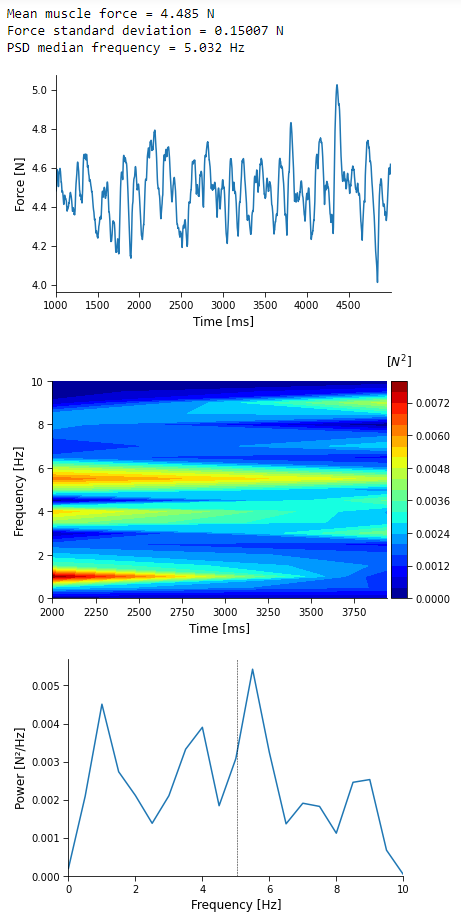 Mean muscle force = 4.485 N
Force standard deviation = 0.15007 N
PSD median frequency = 5.032 Hz
5.0
4.8
4.6
4.4
4.2
4.0
Force [N]
1000 1500 2000 2500 3000 3500 4000 4500
Time [ms]
[N²]
10
8
6
4
2
0
Frequency [Hz]
0.0072
0.0060
0.0048
0.0036
0.0024
0.0012
0.0000
2000 2250 2500 2750 3000 3250 3500 3750
Time [ms]
0.005
0.004
0.003
0.002
0.001
0.000
Power [N²/Hz]
0 2 4 6 8 10
Frequency [Hz]